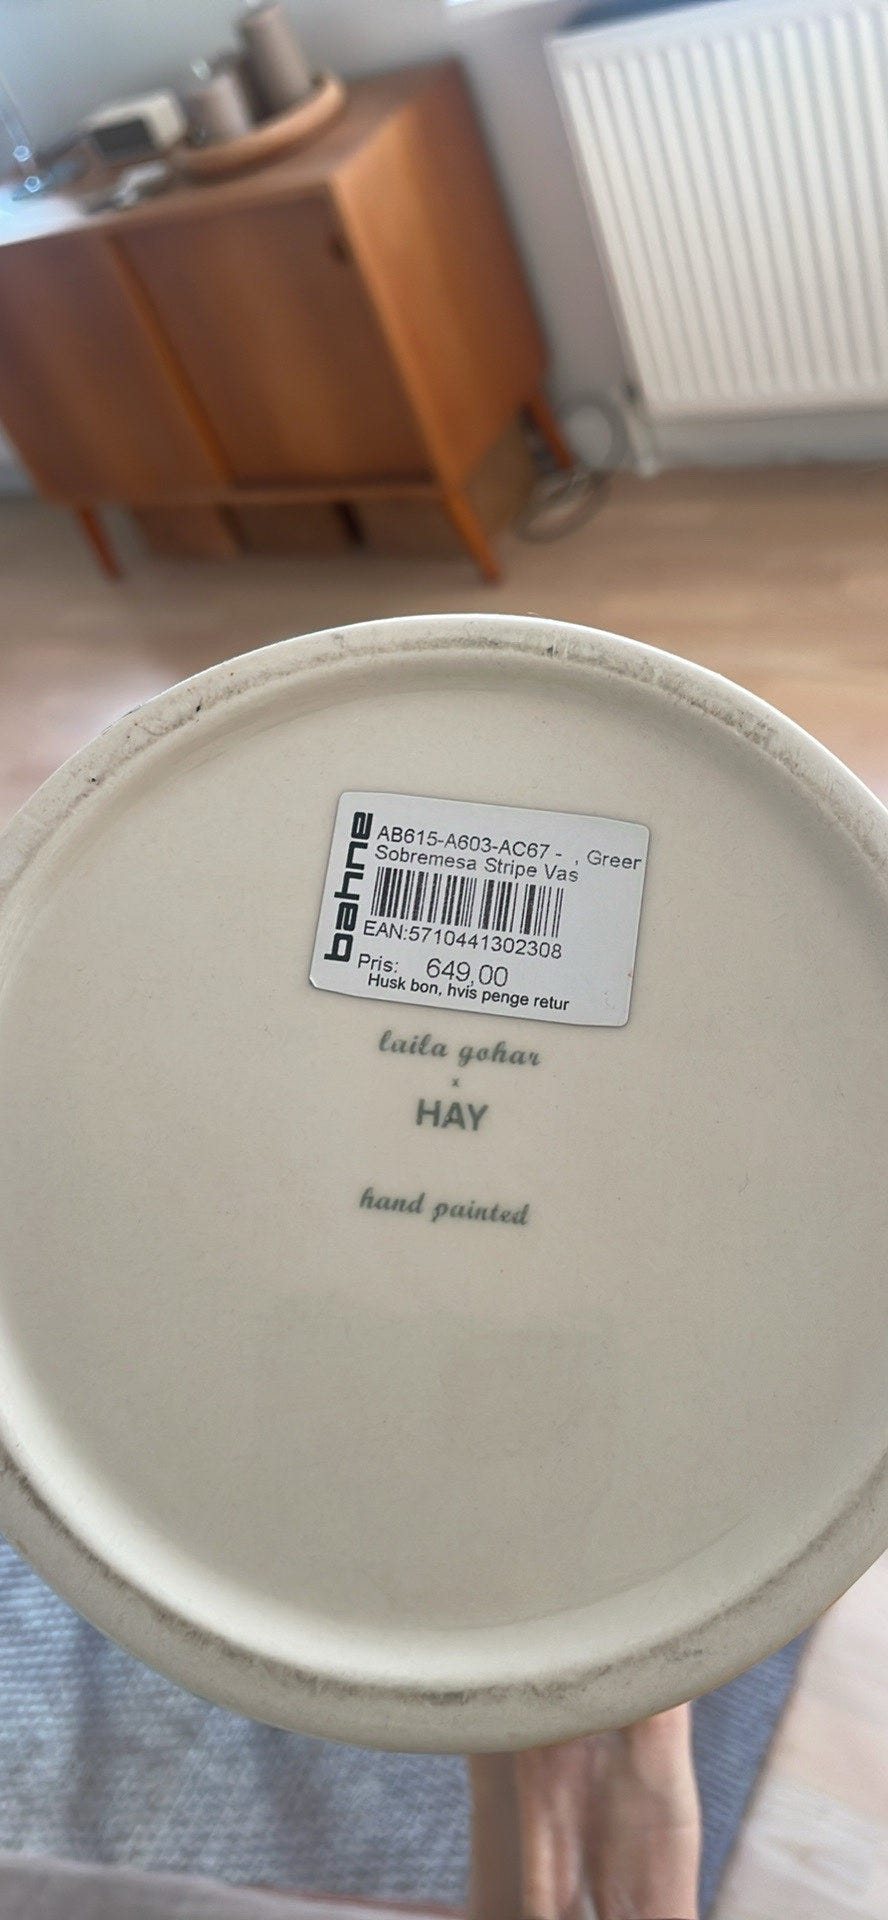 bahne
AB615-A603-AC67 - , Greer
Sobremesa Stripe Vas
EAN:5710441302308
Pris: 649,00
Husk bon, hvis penge retur
laila gohar
x
HAY
hand painted